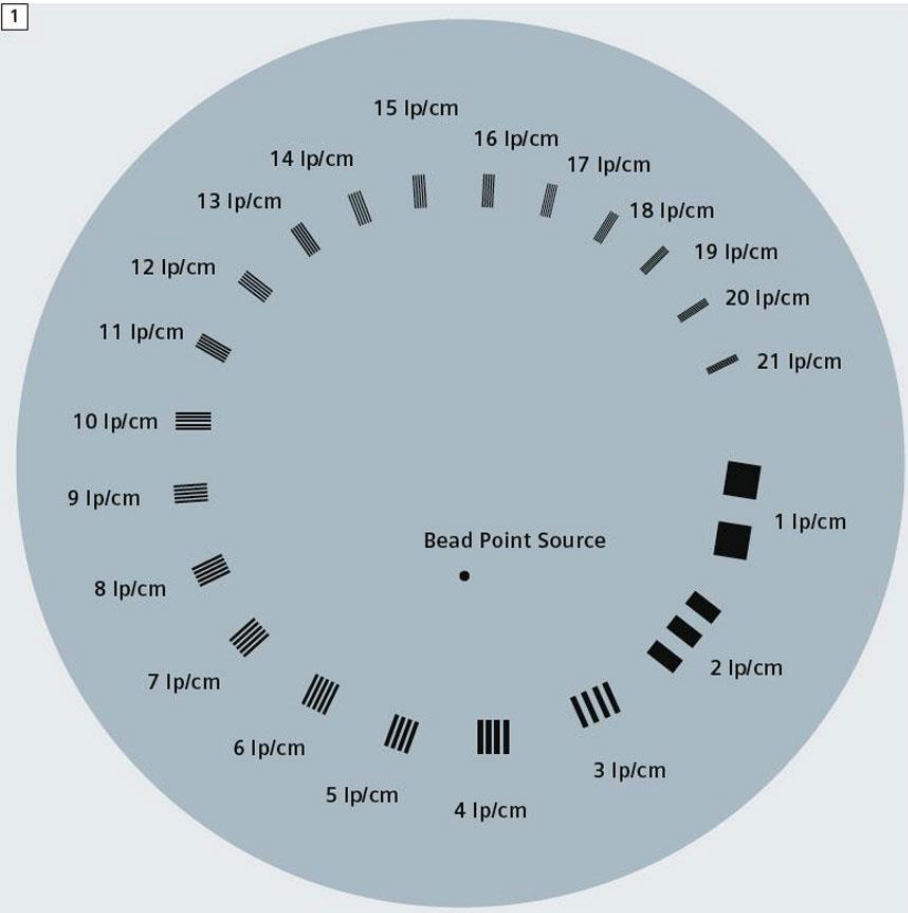 1
15 lp/cm
16 lp/cm
14 lp/cm
17 lp/cm
13 lp/cm
18 lp/cm
19 lp/cm
12 lp/cm
20 lp/cm
11 lp/cm
21 lp/cm
10 lp/cm
9 lp/cm
1 lp/cm
Bead Point Source
8 lp/cm
2 lp/cm
7 lp/cm
6 lp/cm
3 lp/cm
5 lp/cm
4 lp/cm